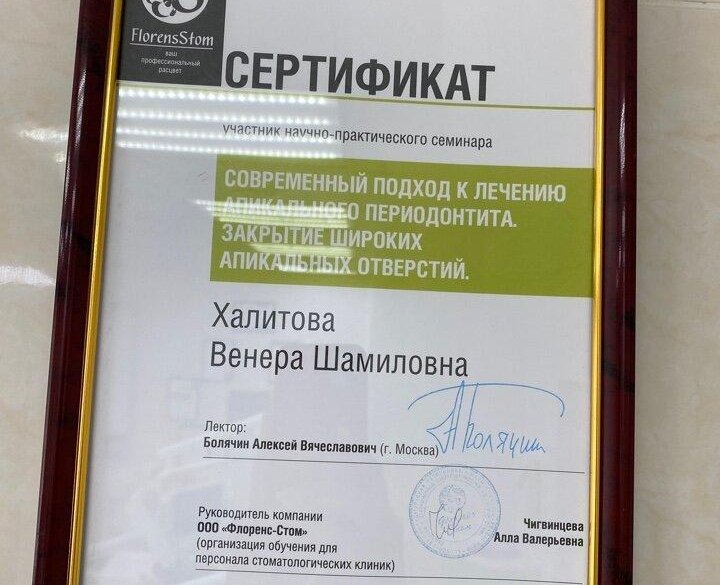 FlorensStom
ваш
профессиональный
расцвет
СЕРТИФИКАТ
участник научно-практического семинара
СОВРЕМЕННЫЙ ПОДХОД К ЛЕЧЕНИЮ
АПИКАЛЬНОГО ПЕРИОДОНТИТА.
ЗАКРЫТИЕ ШИРОКИХ
АПИКАЛЬНЫХ ОТВЕРСТИЙ.
Халитова
Венера Шамиловна
Лектор:
Болячин Алексей Вячеславович (г. Москва)
Руководитель компании
ООО «Флоренс-Стом»
(организация обучения для
персонала стоматологических клиник)
Чигвинцева
Алла Валерьевна